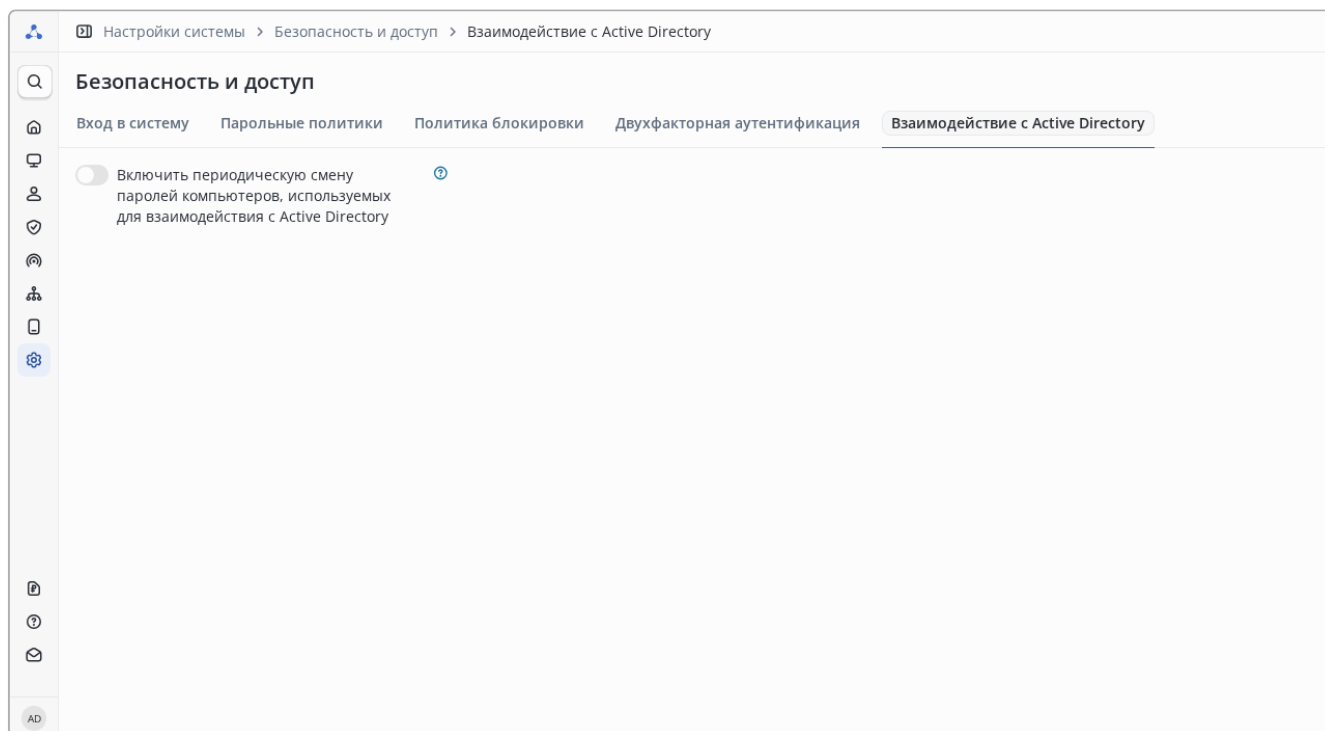 Настройки системы > Безопасность и доступ > Взаимодействие с Active Directory
Безопасность и доступ
Вход в систему Парольные политики Политика блокировки Двухфакторная аутентификация Взаимодействие с Active Directory
Включить периодическую смену
паролей компьютеров, используемых
для взаимодействия с Active Directory
AD